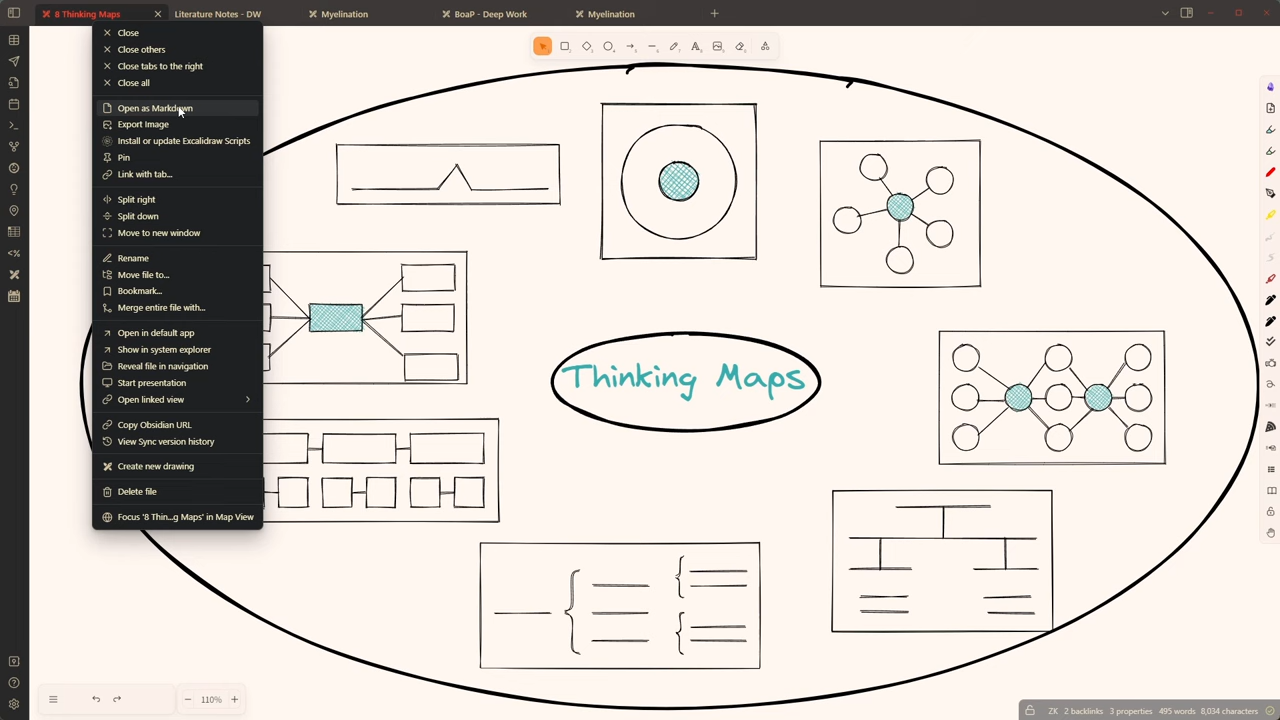 8 Thinking Maps
Literature Notes - DW
Myelination
BoaP - Deep Work
Myelination
Close
Close others
Close tabs to the right
Close all
Open as Markdown
Export Image
Install or update Excalidraw Scripts
Pin
Link with tab...
Split right
Split down
Move to new window
Rename
Move file to...
Bookmark...
Merge entire file with...
Open in default app
Show in system explorer
Reveal file in navigation
Start presentation
Open linked view
Copy Obsidian URL
View Sync version history
Create new drawing
Delete file
Focus '8 Thin...g Maps' in Map View
Thinking Maps
110%
ZK 2 backlinks 3 properties 495 words 8,034 characters